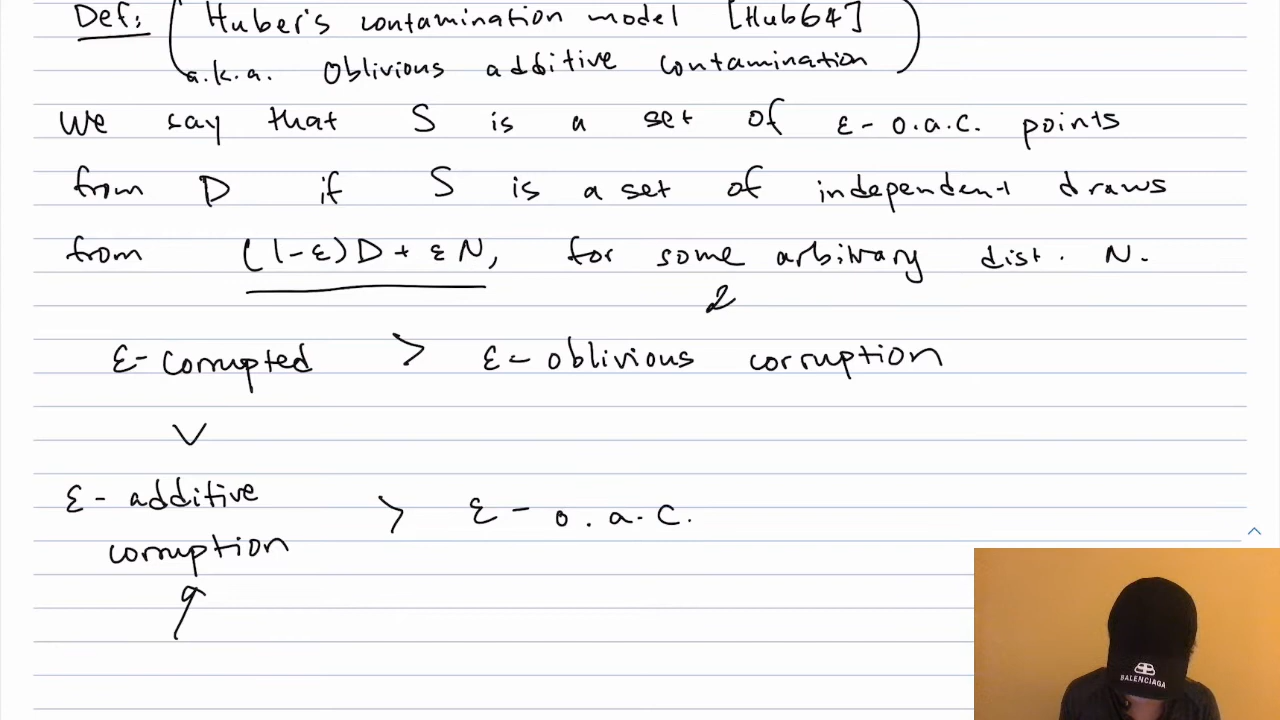 Def: (Huber's contamination model [Hub64]
a.k.a. Oblivious additive contamination)
We say that S is a set of ε-o.a.c. points
from D if S is a set of independent draws
from (1-ε)D + εN, for some arbitrary dist. N.
2
ε-corrupted > ε-oblivious corruption
∨
ε-additive > ε-o.a.c.
corruption
BALENCIAGA